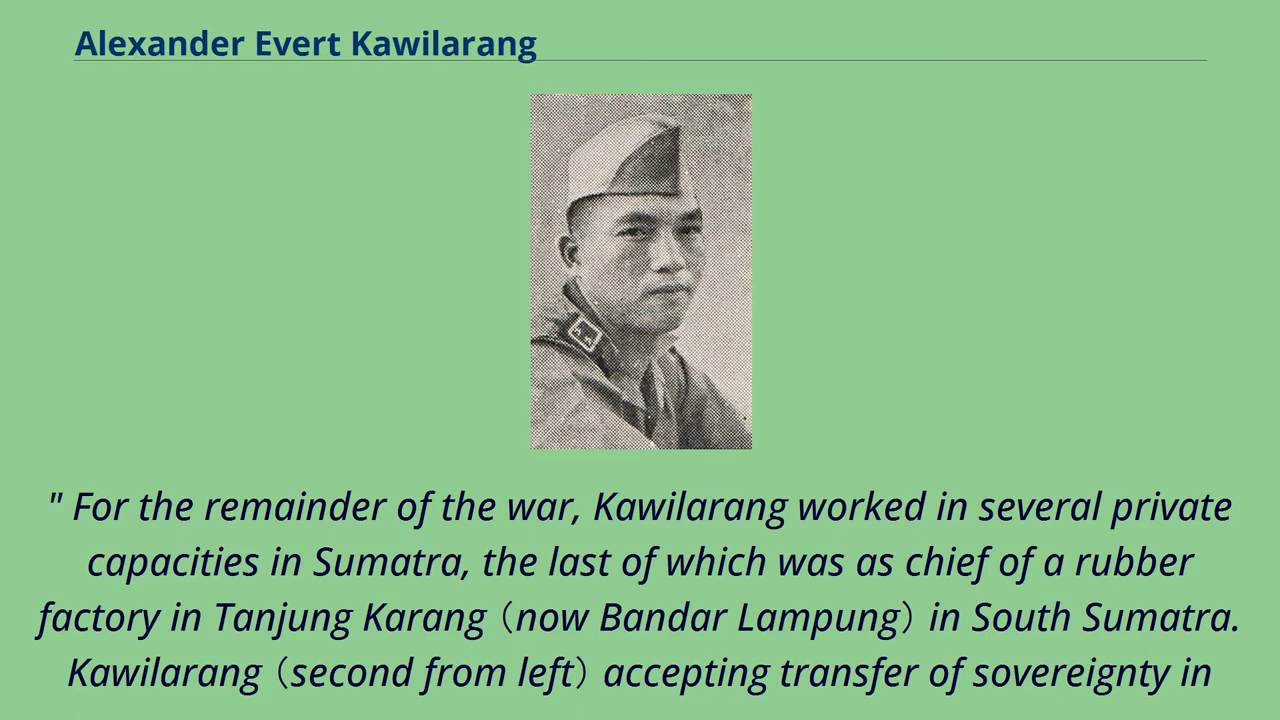 Alexander Evert Kawilarang
" For the remainder of the war, Kawilarang worked in several private
capacities in Sumatra, the last of which was as chief of a rubber
factory in Tanjung Karang（now Bandar Lampung）in South Sumatra.
Kawilarang（second from left）accepting transfer of sovereignty in